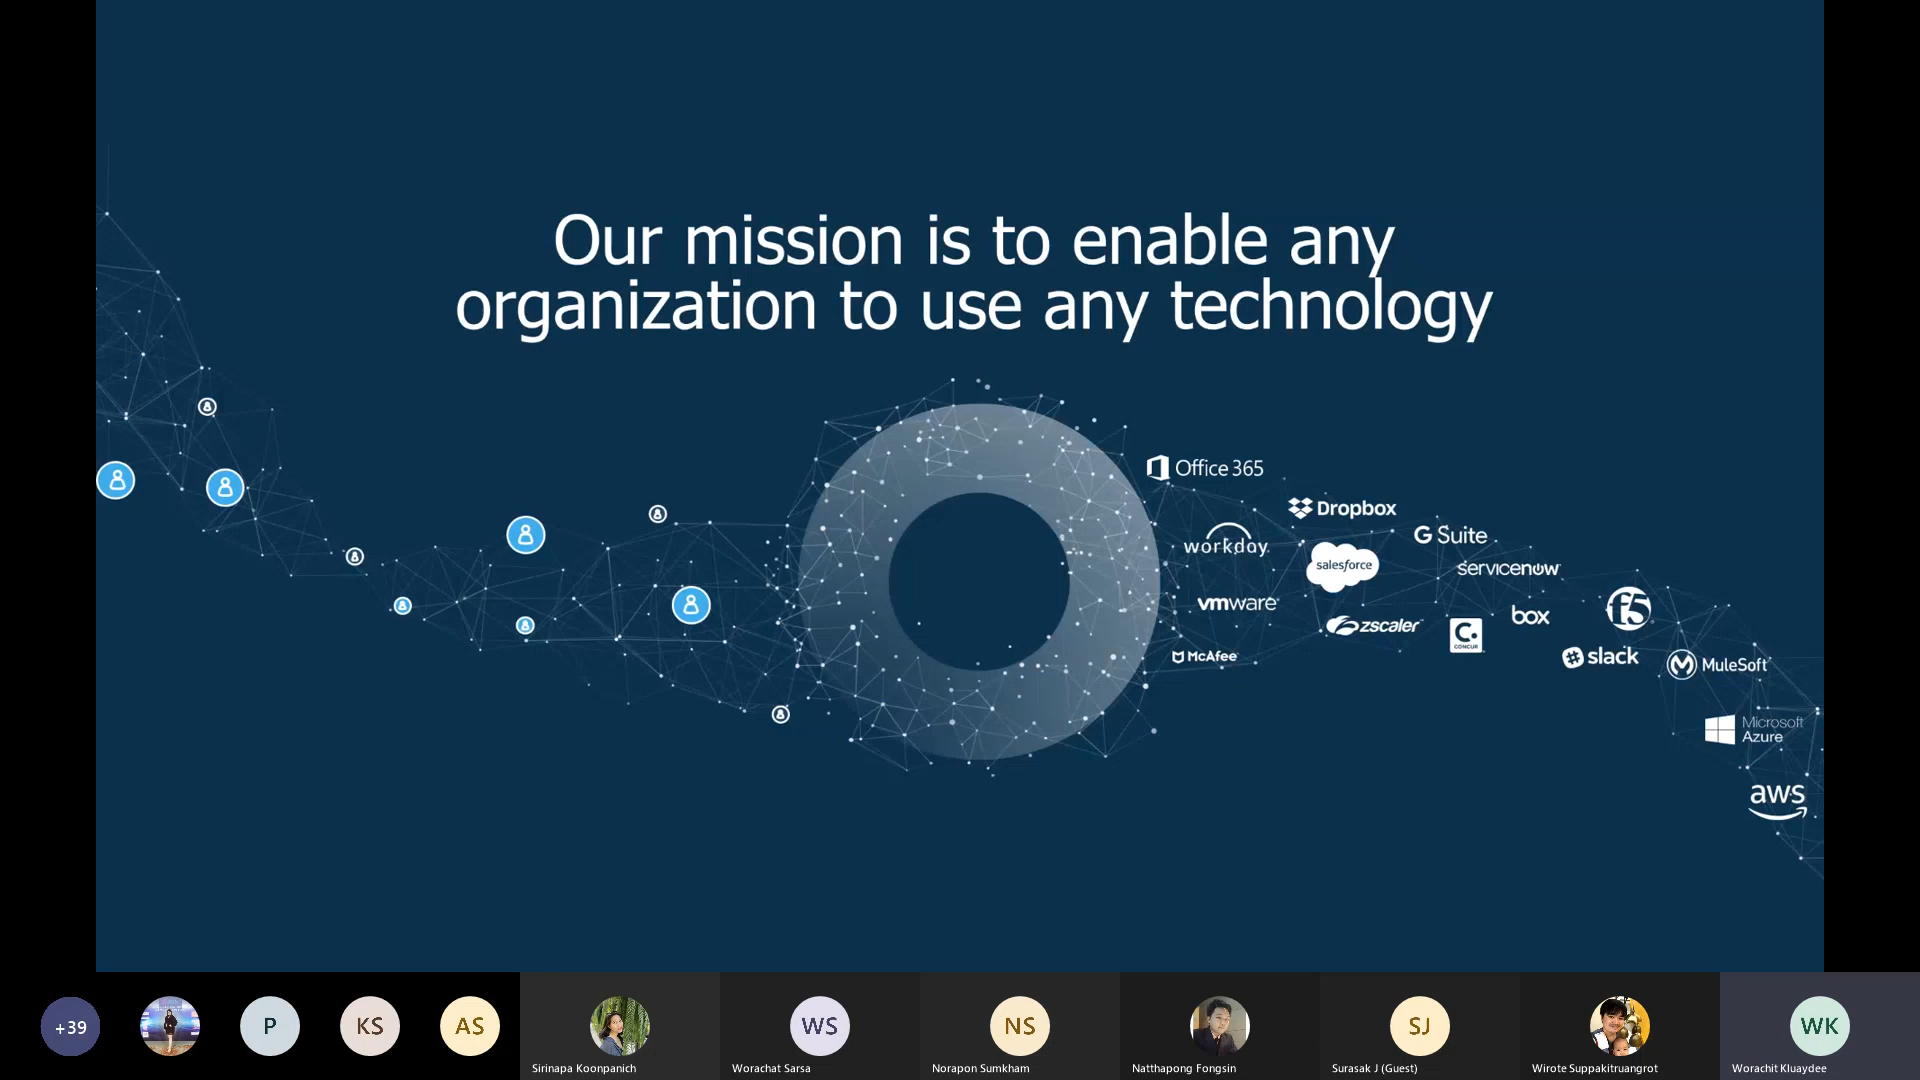 Our mission is to enable any
organization to use any technology
Office 365
Dropbox
workday.
G Suite
salesforce
servicenow
vmware
box
f5
zscaler
C.
CONCUR
McAfee
slack
MuleSoft
Microsoft
Azure
aws
+39
P
KS
AS
WS
NS
SJ
WK
Sirinapa Koonpanich
Worachat Sarsa
Norapon Sumkham
Natthapong Fongsin
Surasak J (Guest)
Wirote Suppakitruangrot
Worachit Kluaydee